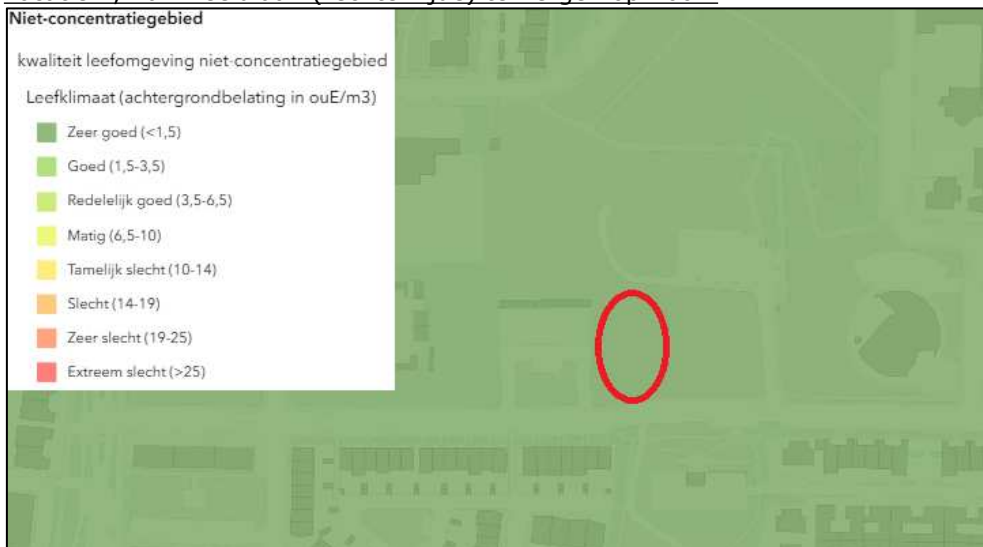 Niet-concentratiegebied
kwaliteit leefomgeving niet-concentratiegebied
Leefklimaat (achtergrondbelating in ouE/m3)
Zeer goed (<1,5)
Goed (1,5-3,5)
Redelelijk goed (3,5-6,5)
Matig (6,5-10)
Tamelijk slecht (10-14)
Slecht (14-19)
Zeer slecht (19-25)
Extreem slecht (>25)